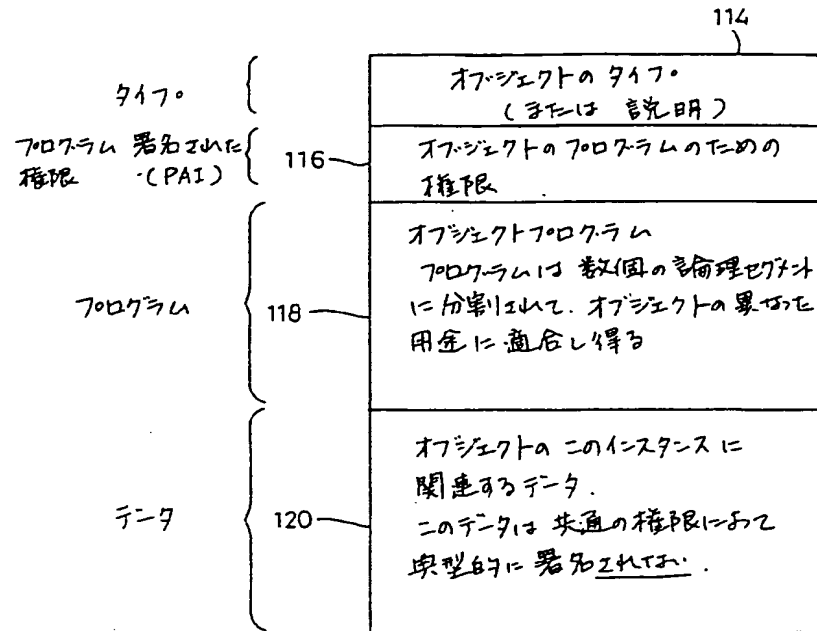 114
タイプ
オブジェクトのタイプ
(または 説明)
プログラム 署名された
権限 (PAI)
116
オブジェクトのプログラムのための
権限.
プログラム
118
オブジェクトプログラム
プログラムは 数個の論理セグメント
に分割されて、オブジェクトの異なった
用途に適合し得る
データ
120
オブジェクトの このインスタンスに
関連するデータ.
このデータは 共通の権限によって
典型的に署名されてない.